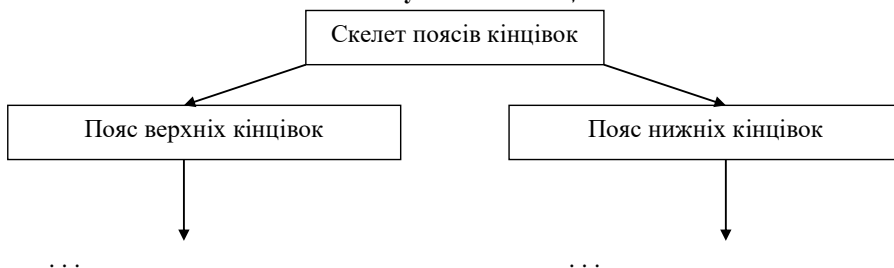 Скелет поясів кінцівок
Пояс верхніх кінцівок
Пояс нижніх кінцівок
. . .
. . .